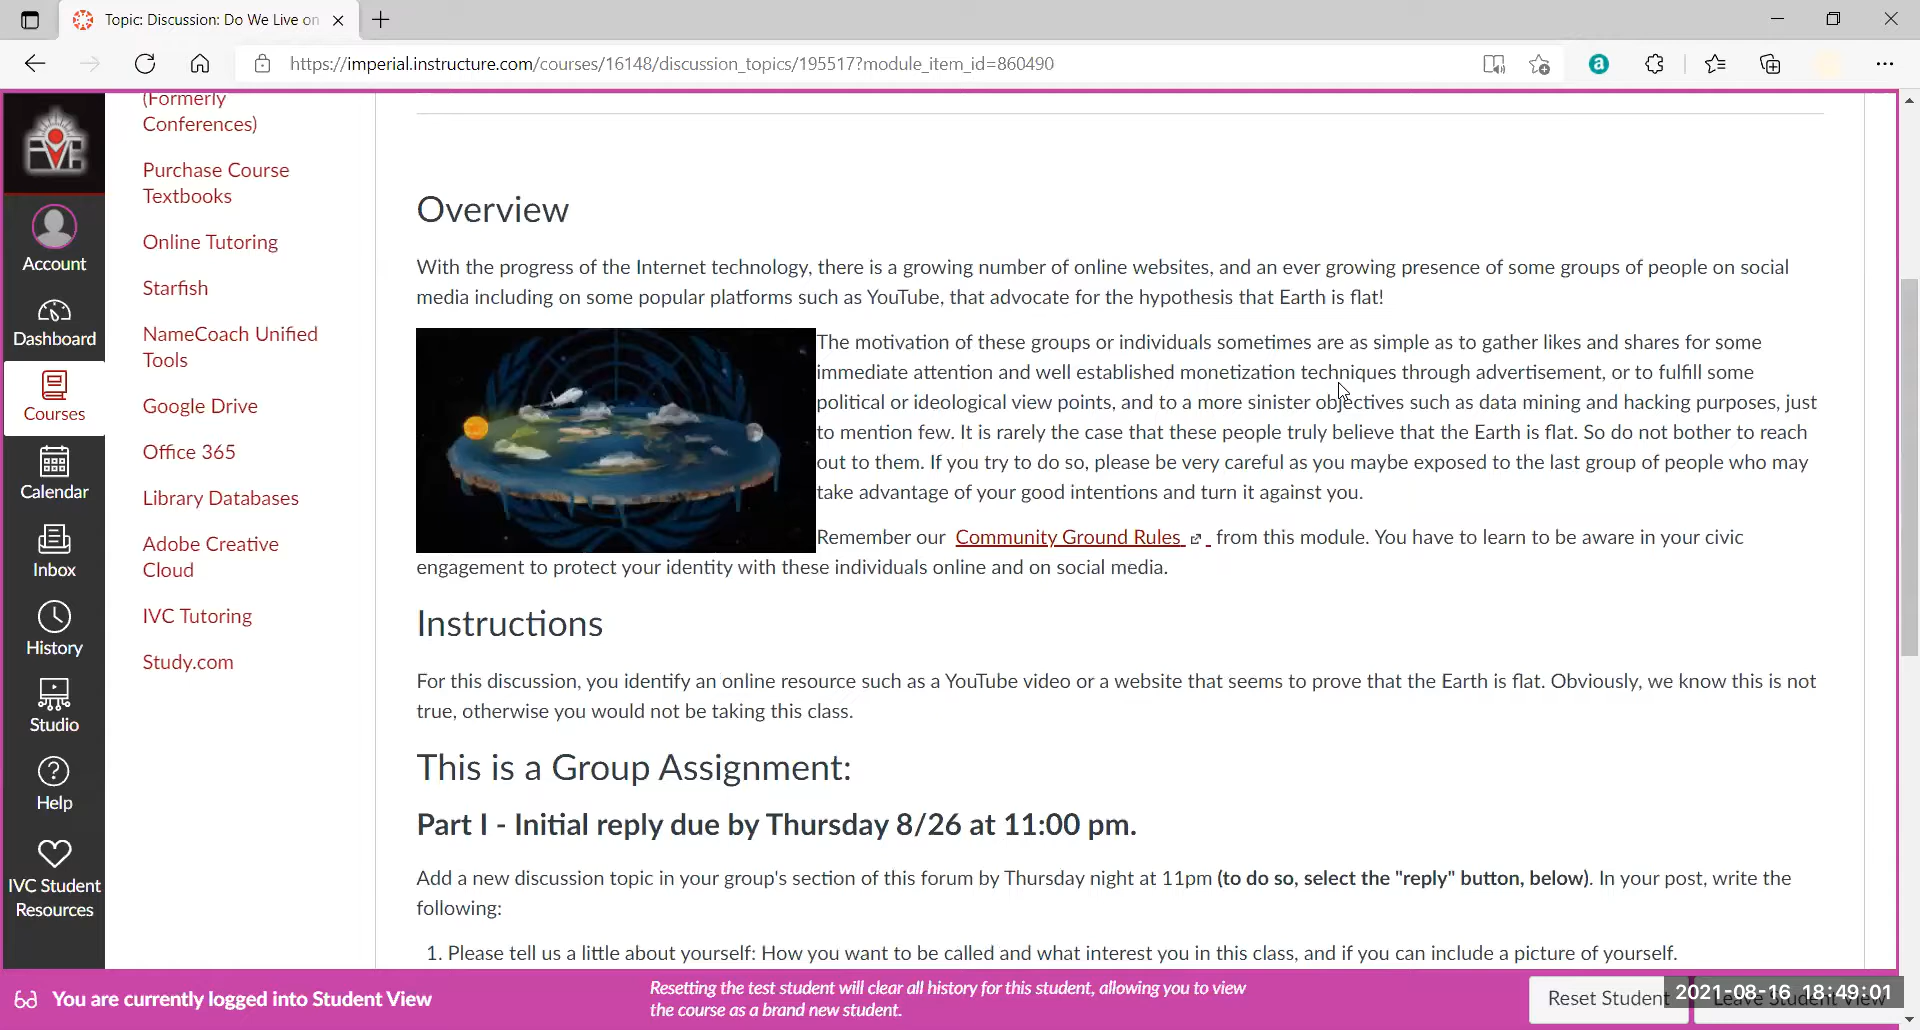 Topic: Discussion: Do We Live on
https://imperial.instructure.com/courses/16148/discussion_topics/195517?module_item_id=860490
Account
Dashboard
Courses
Calendar
Inbox
History
Studio
Help
IVC Student
Resources
(Formerly
Conferences)
Purchase Course
Textbooks
Online Tutoring
Starfish
NameCoach Unified
Tools
Google Drive
Office 365
Library Databases
Adobe Creative
Cloud
IVC Tutoring
Study.com
Overview
With the progress of the Internet technology, there is a growing number of online websites, and an ever growing presence of some groups of people on social
media including on some popular platforms such as YouTube, that advocate for the hypothesis that Earth is flat!
The motivation of these groups or individuals sometimes are as simple as to gather likes and shares for some
immediate attention and well established monetization techniques through advertisement, or to fulfill some
political or ideological view points, and to a more sinister objectives such as data mining and hacking purposes, just
to mention few. It is rarely the case that these people truly believe that the Earth is flat. So do not bother to reach
out to them. If you try to do so, please be very careful as you maybe exposed to the last group of people who may
take advantage of your good intentions and turn it against you.
Remember our Community Ground Rules from this module. You have to learn to be aware in your civic
engagement to protect your identity with these individuals online and on social media.
Instructions
For this discussion, you identify an online resource such as a YouTube video or a website that seems to prove that the Earth is flat. Obviously, we know this is not
true, otherwise you would not be taking this class.
This is a Group Assignment:
Part I - Initial reply due by Thursday 8/26 at 11:00 pm.
Add a new discussion topic in your group's section of this forum by Thursday night at 11pm (to do so, select the "reply" button, below). In your post, write the
following:
1. Please tell us a little about yourself: How you want to be called and what interest you in this class, and if you can include a picture of yourself.
You are currently logged into Student View
Resetting the test student will clear all history for this student, allowing you to view
the course as a brand new student.
Reset Student
Leave Student View
2021-08-16 18:49:01